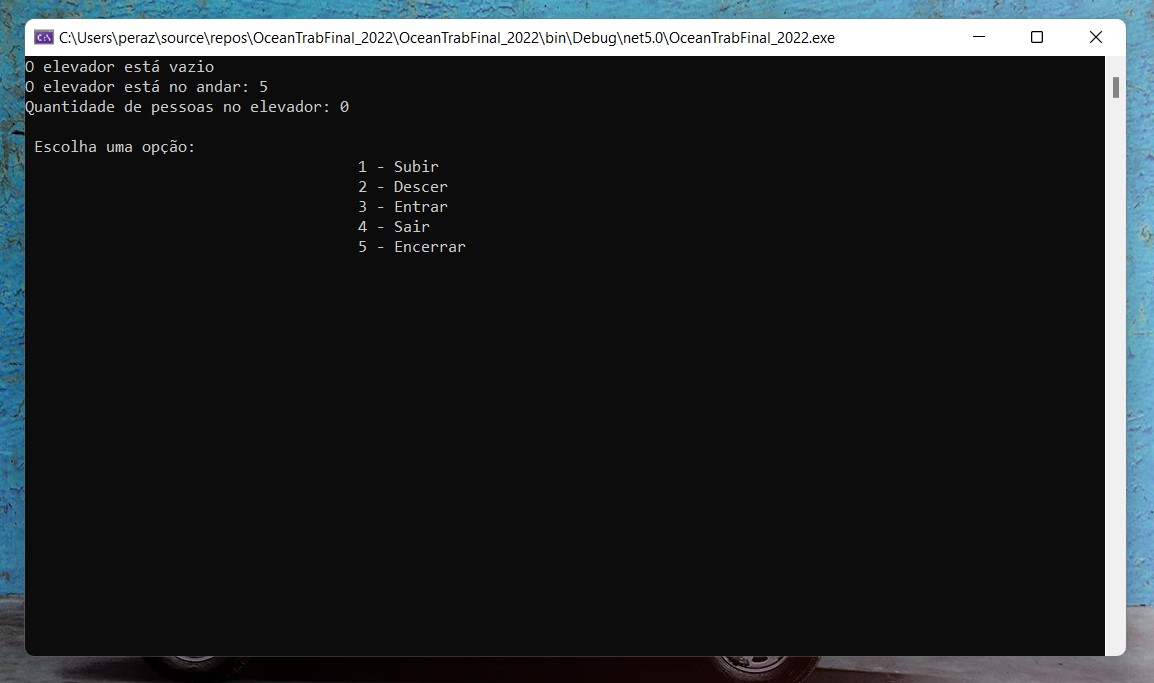 C:\Users\peraz\source\repos\OceanTrabFinal_2022\OceanTrabFinal_2022\bin\Debug\net5.0\OceanTrabFinal_2022.exe
O elevador está vazio
O elevador está no andar: 5
Quantidade de pessoas no elevador: 0
Escolha uma opção:
1 - Subir
2 - Descer
3 - Entrar
4 - Sair
5 - Encerrar